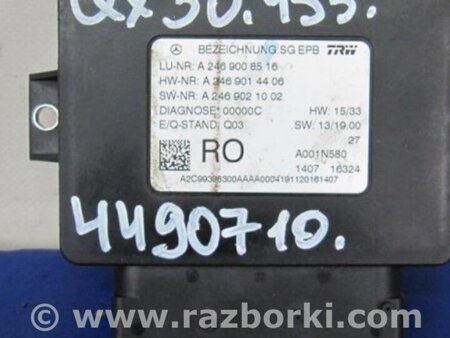 QX30.155.
BEZEICHNUNG SG EPB TRW
LU-NR: A 246 900 85 16
HW-NR: A 246 901 44 06
SW-NR: A 246 902 10 02
DIAGNOSE: 00000C HW: 15/33
E/Q-STAND: Q03 SW: 13/19.00
27
RO A001N580
1407 16324
A2C99398300AAAA0004191120161407
4490710.
© www.razborki.com